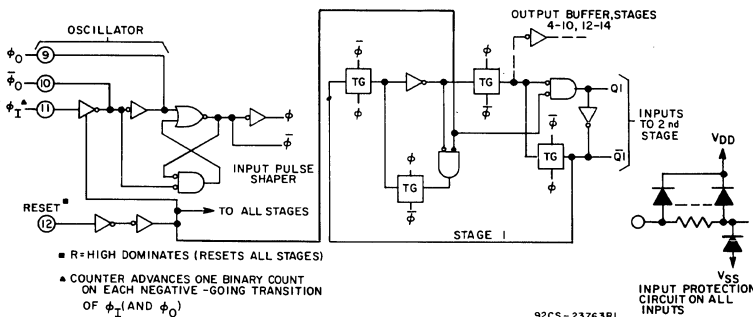 OSCILLATOR
ϕO 9
ϕ̅O 10
ϕI ▲ 11
RESET ■ 12
INPUT PULSE
SHAPER
ϕ
ϕ̅
TO ALL STAGES
■ R=HIGH DOMINATES (RESETS ALL STAGES)
▲ COUNTER ADVANCES ONE BINARY COUNT
ON EACH NEGATIVE-GOING TRANSITION
OF ϕI (AND ϕO)
OUTPUT BUFFER, STAGES
4-10, 12-14
ϕ̅
TG
ϕ
ϕ
TG
ϕ̅
ϕ
TG
ϕ̅
ϕ̅
TG
ϕ
Q1
Q̅1
INPUTS
TO 2nd
STAGE
STAGE 1
VDD
VSS
INPUT PROTECTION
CIRCUIT ON ALL
INPUTS
92CS-23763R1